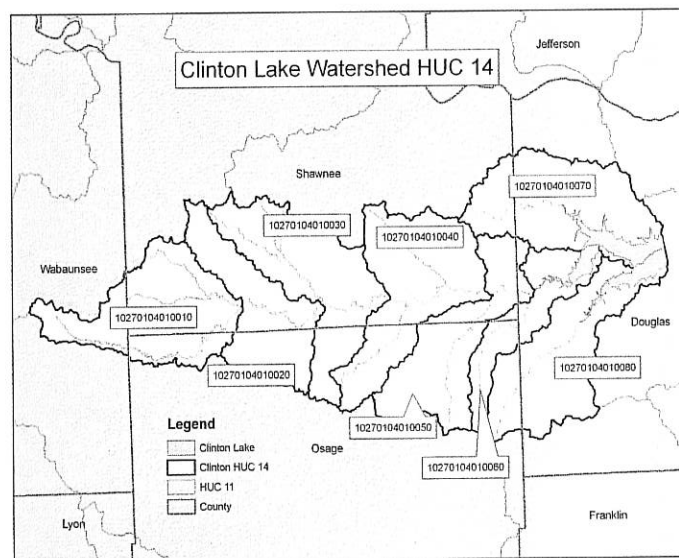 Jefferson
Clinton Lake Watershed HUC 14
Shawnee
10270104010070
10270104010030
10270104010040
Wabaunsee
10270104010010
Douglas
10270104010020
10270104010080
Legend
Clinton Lake
Clinton HUC 14
HUC 11
County
10270104010050
Osage
10270104010060
Lyon
Franklin